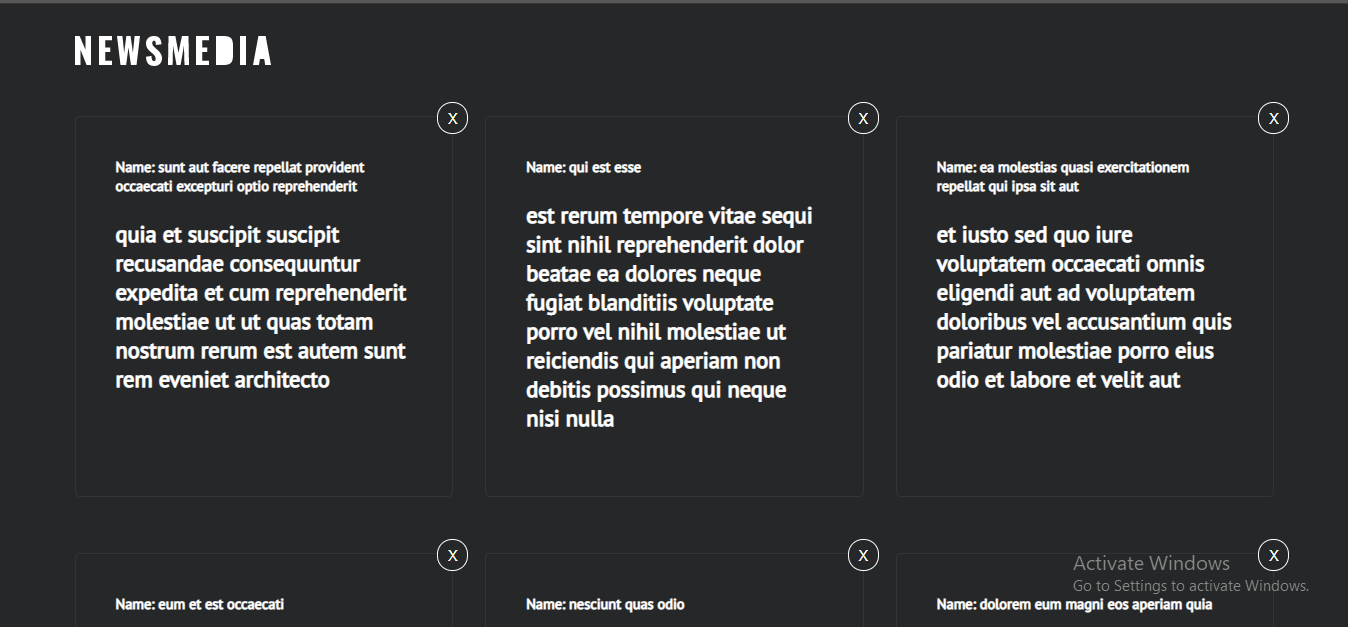 NEWSMEDIA
X
X
X
Name: sunt aut facere repellat provident
occaecati excepturi optio reprehenderit
quia et suscipit suscipit
recusandae consequuntur
expedita et cum reprehenderit
molestiae ut ut quas totam
nostrum rerum est autem sunt
rem eveniet architecto
Name: qui est esse
est rerum tempore vitae sequi
sint nihil reprehenderit dolor
beatae ea dolores neque
fugiat blanditiis voluptate
porro vel nihil molestiae ut
reiciendis qui aperiam non
debitis possimus qui neque
nisi nulla
Name: ea molestias quasi exercitationem
repellat qui ipsa sit aut
et iusto sed quo iure
voluptatem occaecati omnis
eligendi aut ad voluptatem
doloribus vel accusantium quis
pariatur molestiae porro eius
odio et labore et velit aut
X
X
X
Name: eum et est occaecati
Name: nesciunt quas odio
Name: dolorem eum magni eos aperiam quia
Activate Windows
Go to Settings to activate Windows.